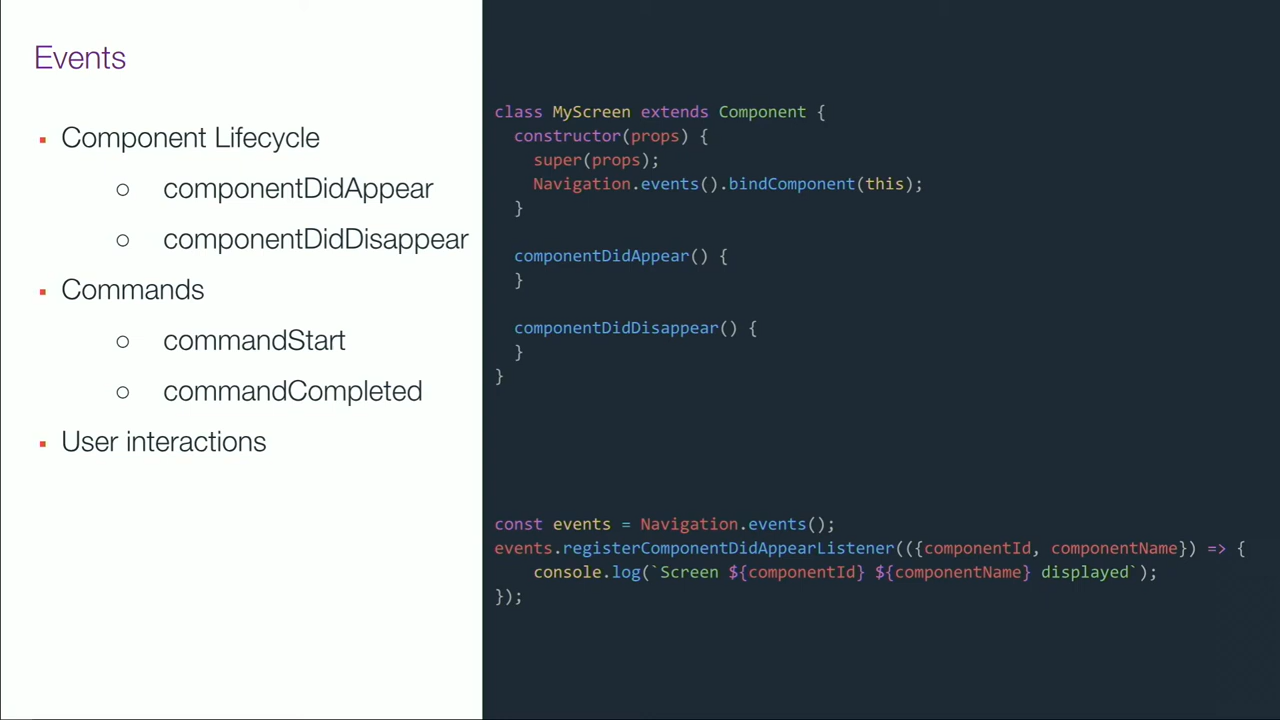 Events
▪ Component Lifecycle
○ componentDidAppear
○ componentDidDisappear
▪ Commands
○ commandStart
○ commandCompleted
▪ User interactions
class MyScreen extends Component {
  constructor(props) {
    super(props);
    Navigation.events().bindComponent(this);
  }

  componentDidAppear() {
  }

  componentDidDisappear() {
  }
}

const events = Navigation.events();
events.registerComponentDidAppearListener(({componentId, componentName}) => {
    console.log(`Screen ${componentId} ${componentName} displayed`);
});